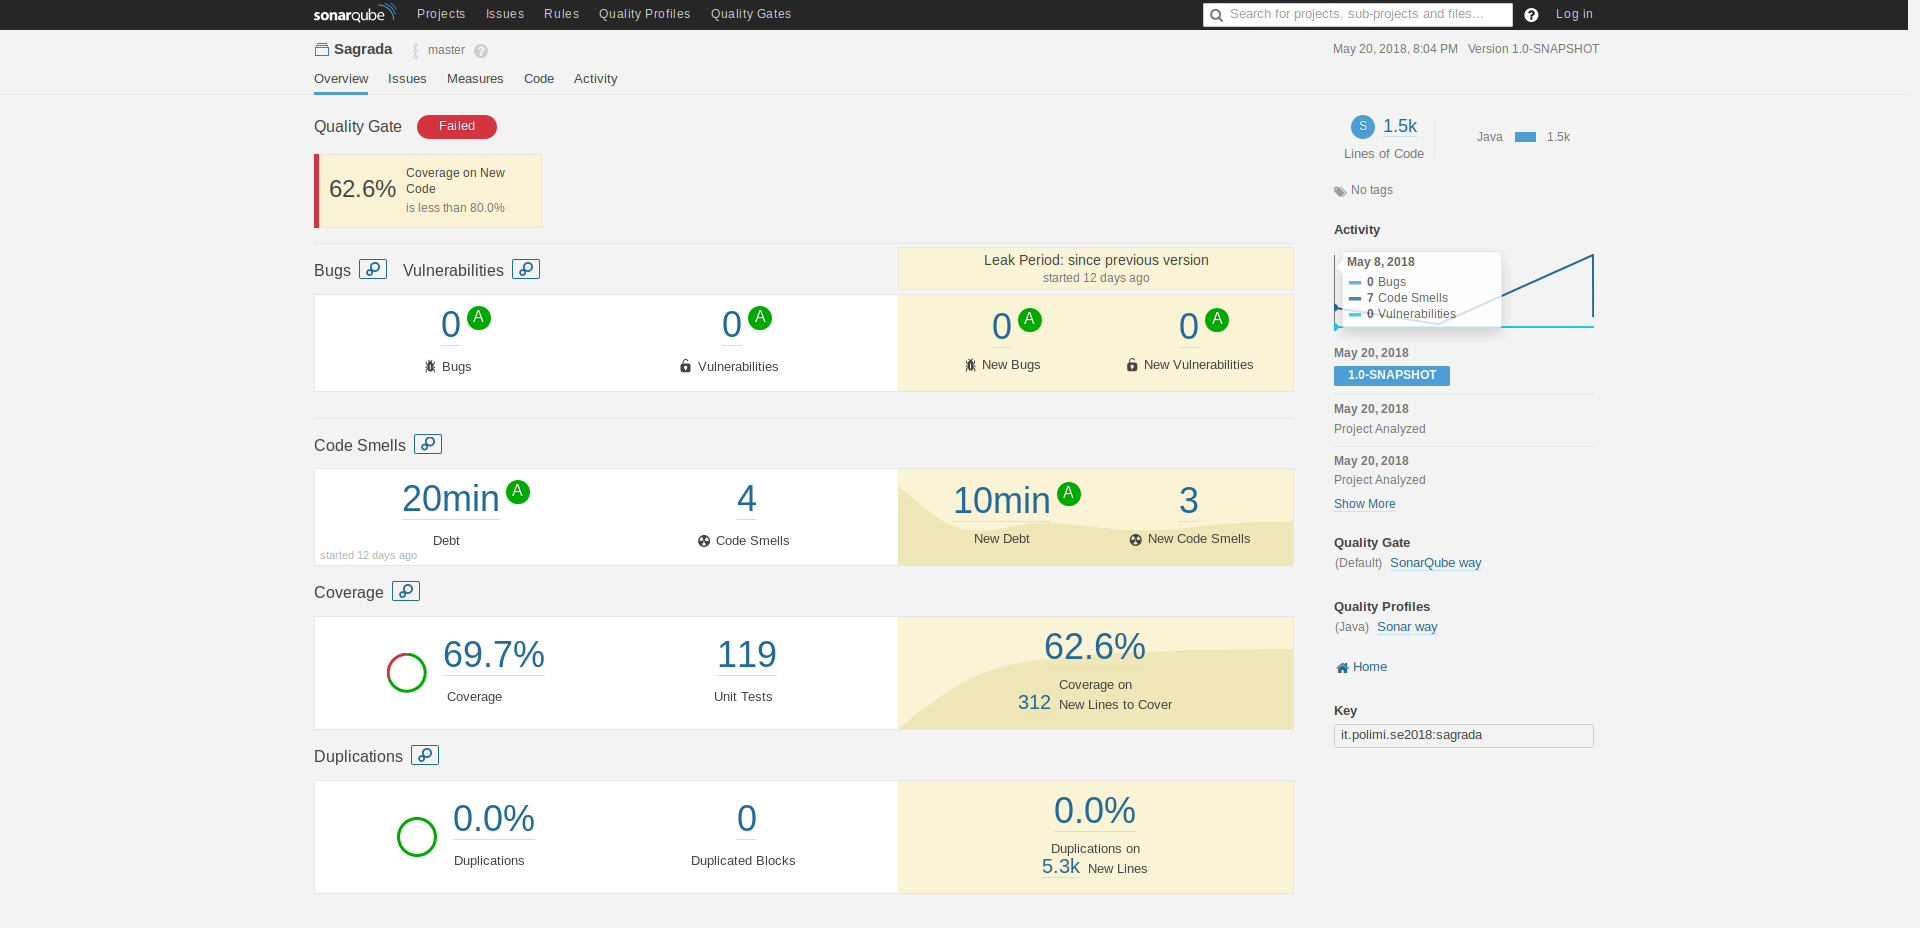 sonarqube Projects Issues Rules Quality Profiles Quality Gates Search for projects, sub-projects and files... ? Log in
Sagrada master ? May 20, 2018, 8:04 PM Version 1.0-SNAPSHOT
Overview Issues Measures Code Activity
Quality Gate Failed
62.6%
Coverage on New
Code
is less than 80.0%
Bugs Vulnerabilities
Leak Period: since previous version
started 12 days ago
0 A
Bugs
0 A
Vulnerabilities
0 A
New Bugs
0 A
New Vulnerabilities
Code Smells
20min A
Debt
started 12 days ago
4
Code Smells
10min A
New Debt
3
New Code Smells
Coverage
69.7%
Coverage
119
Unit Tests
62.6%
Coverage on
312 New Lines to Cover
Duplications
0.0%
Duplications
0
Duplicated Blocks
0.0%
Duplications on
5.3k New Lines
S 1.5k
Lines of Code
Java 1.5k
No tags
Activity
May 8, 2018
0 Bugs
7 Code Smells
0 Vulnerabilities
May 20, 2018
1.0-SNAPSHOT
May 20, 2018
Project Analyzed
May 20, 2018
Project Analyzed
Show More
Quality Gate
(Default) SonarQube way
Quality Profiles
(Java) Sonar way
Home
Key
it.polimi.se2018:sagrada